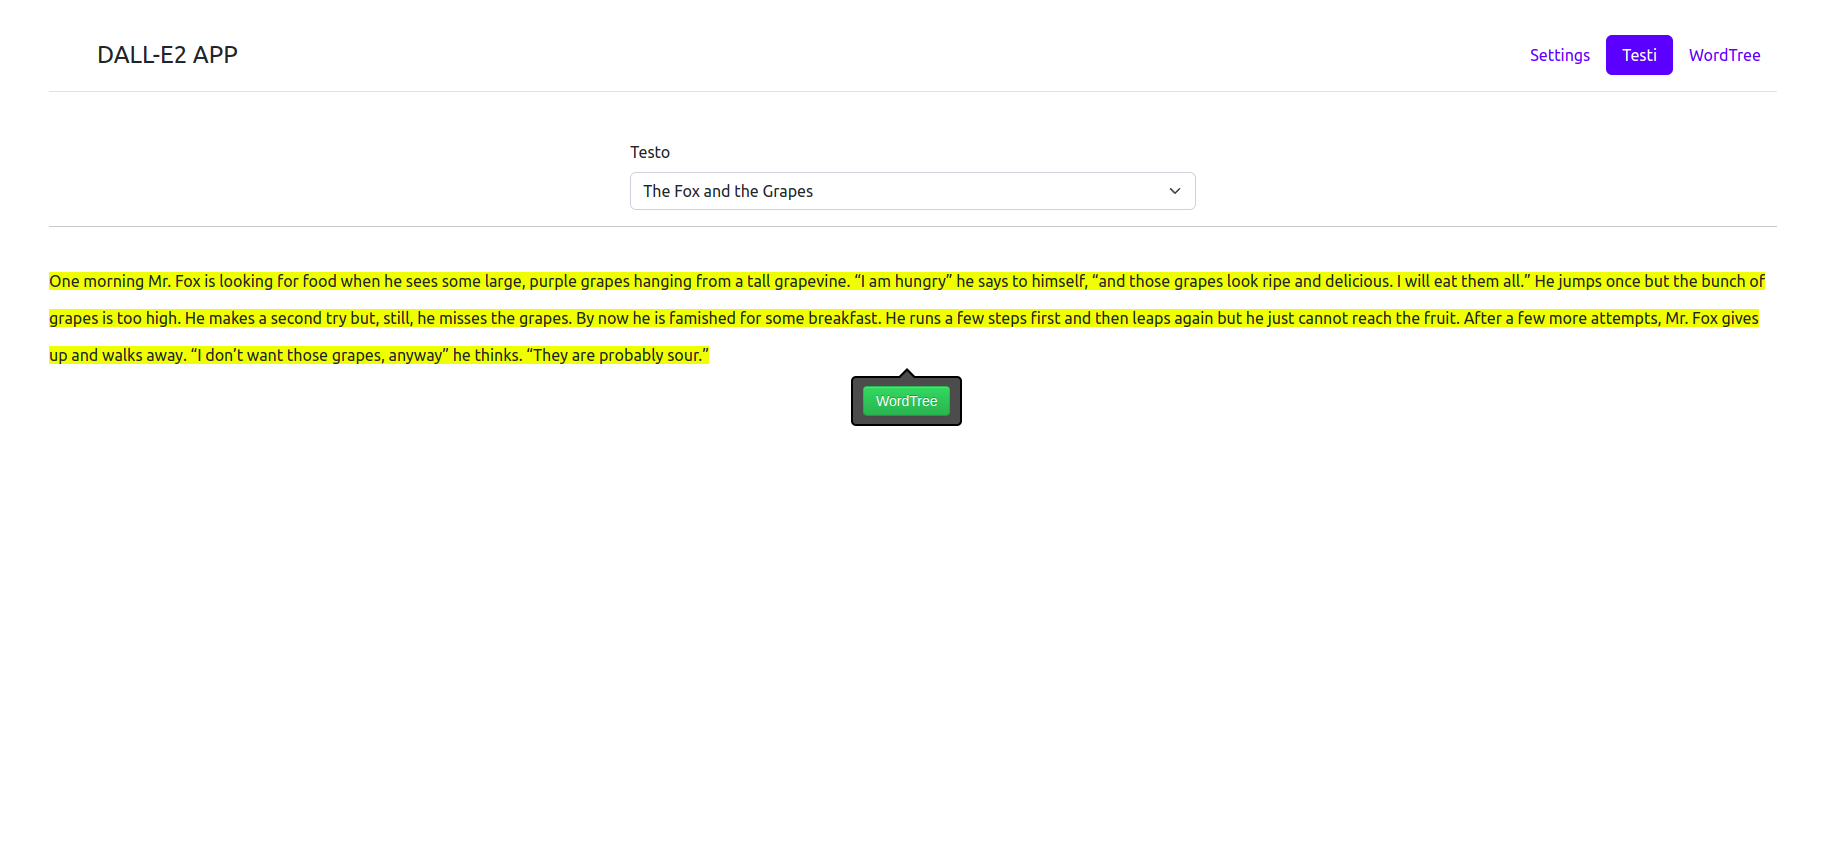 DALL-E2 APP
Settings
Testi
WordTree
Testo
The Fox and the Grapes
One morning Mr. Fox is looking for food when he sees some large, purple grapes hanging from a tall grapevine. “I am hungry” he says to himself, “and those grapes look ripe and delicious. I will eat them all.” He jumps once but the bunch of
grapes is too high. He makes a second try but, still, he misses the grapes. By now he is famished for some breakfast. He runs a few steps first and then leaps again but he just cannot reach the fruit. After a few more attempts, Mr. Fox gives
up and walks away. “I don’t want those grapes, anyway” he thinks. “They are probably sour.”
WordTree